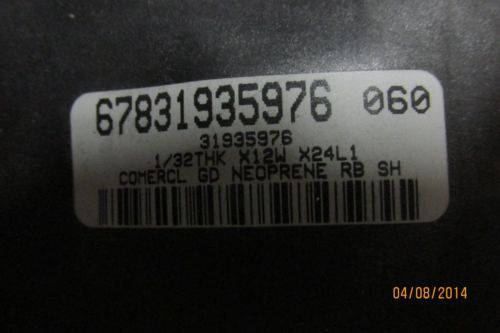 67831935976 060
31935976
1/32THK X12W X24L1
COMERCL GD NEOPRENE RB SH
04/08/2014